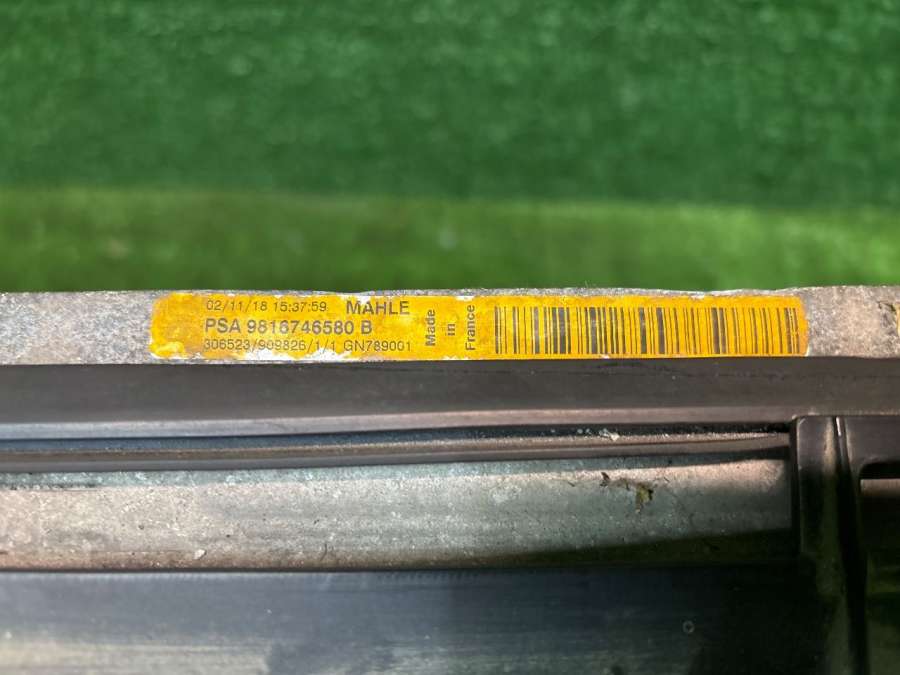 02/11/18 15:37:59 MAHLE
PSA 9816746580 B
306523/909826/1/1 GN789001
Made
in
France